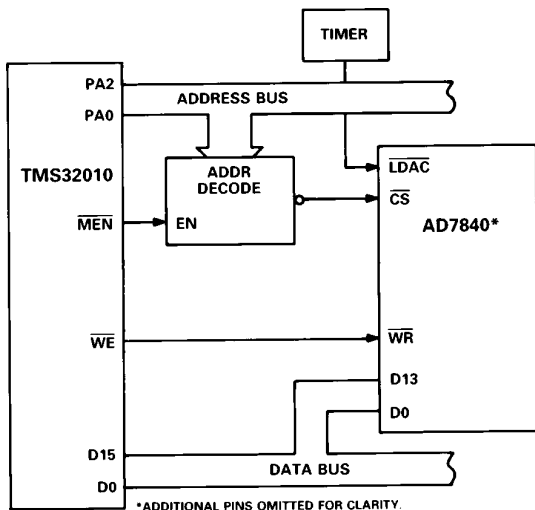 TIMER
PA2
ADDRESS BUS
PA0
TMS32010
ADDR
DECODE
LDAC
CS
AD7840*
MEN
EN
WE
WR
D13
D0
D15
DATA BUS
D0
*ADDITIONAL PINS OMITTED FOR CLARITY.